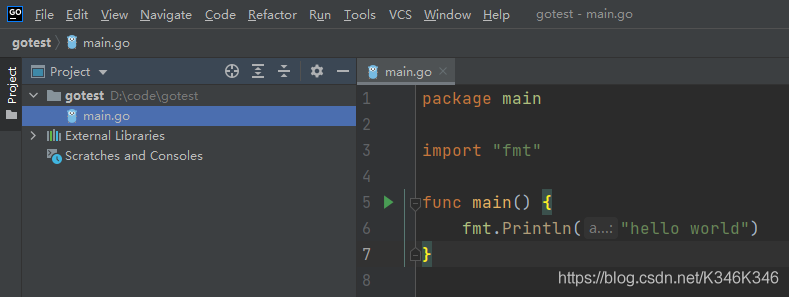 GO File Edit View Navigate Code Refactor Run Tools VCS Window Help gotest - main.go
gotest main.go
Project
Project
main.go
gotest D:\code\gotest
main.go
External Libraries
Scratches and Consoles
1 package main
2
3 import "fmt"
4
5 func main() {
6 fmt.Println( a...: "hello world")
7 }
8
https://blog.csdn.net/K346K346